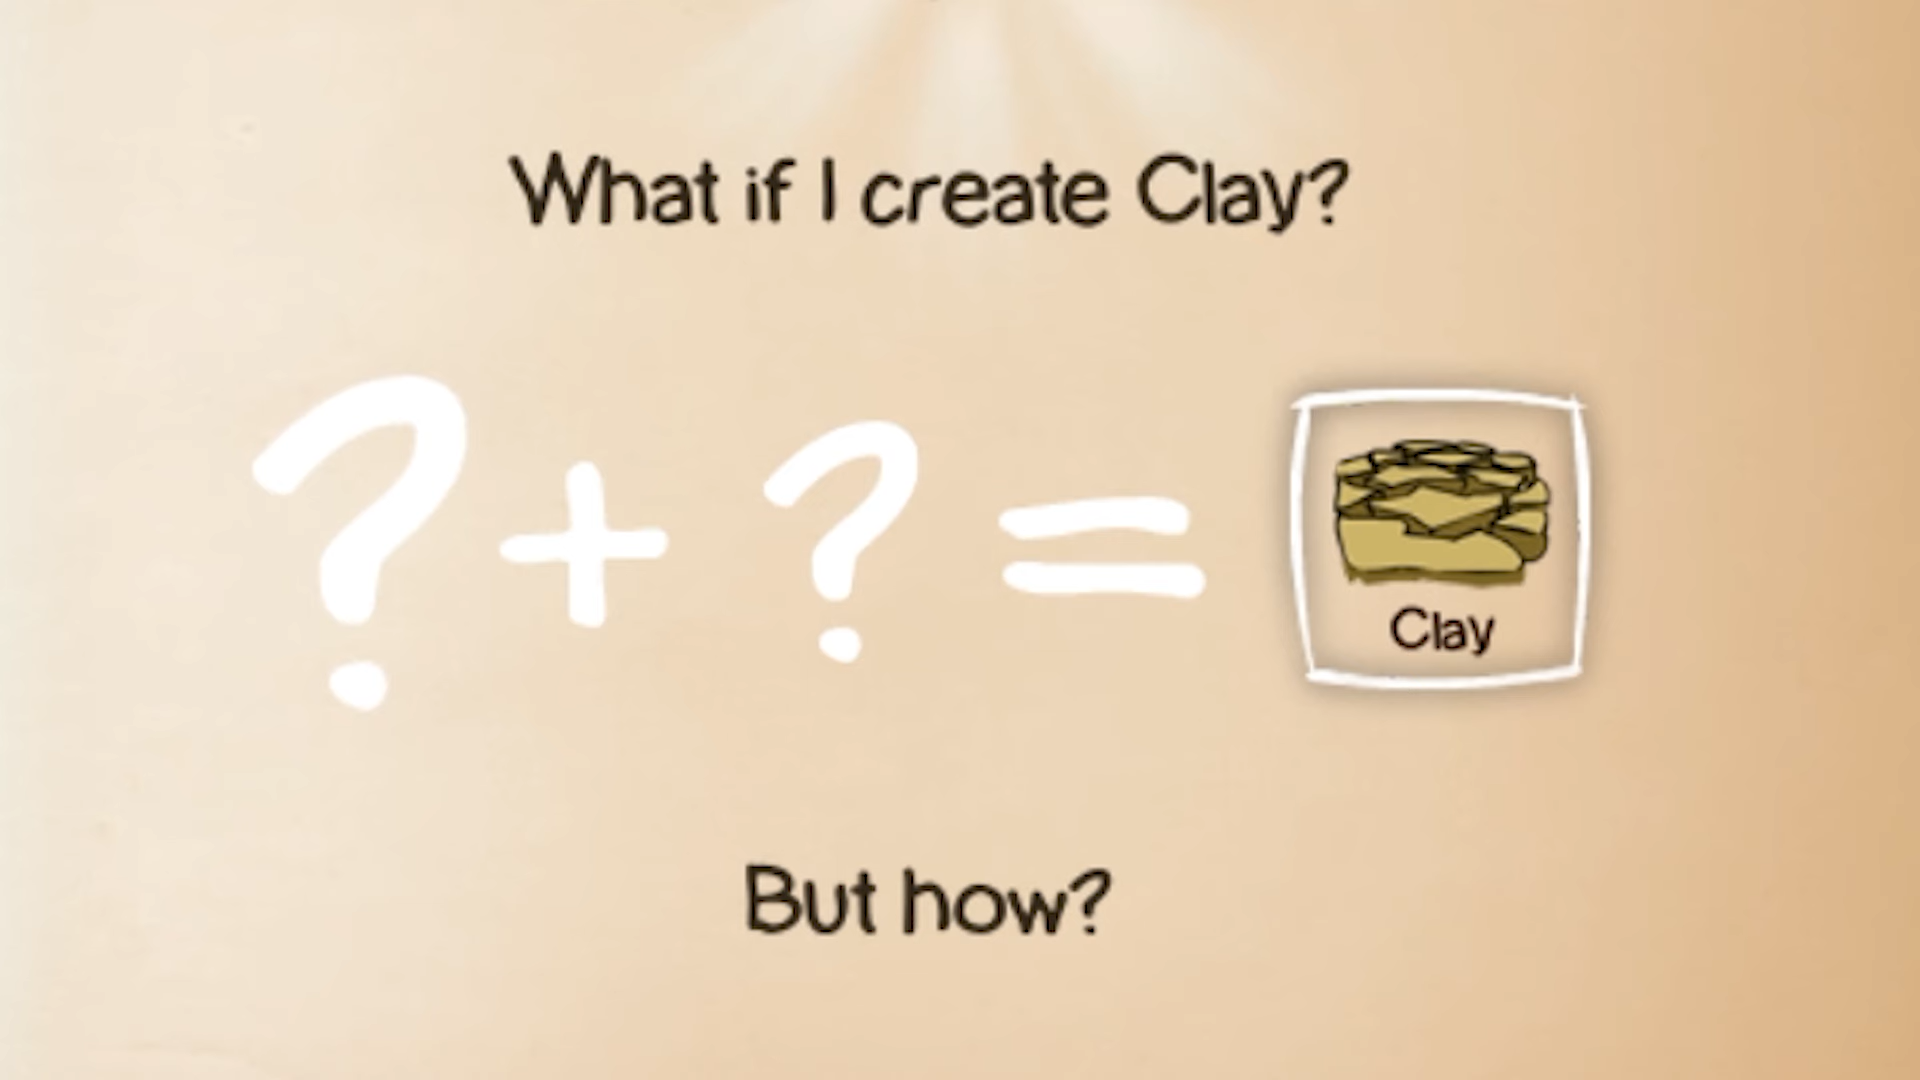 What if I create Clay?
? + ? =
Clay
But how?